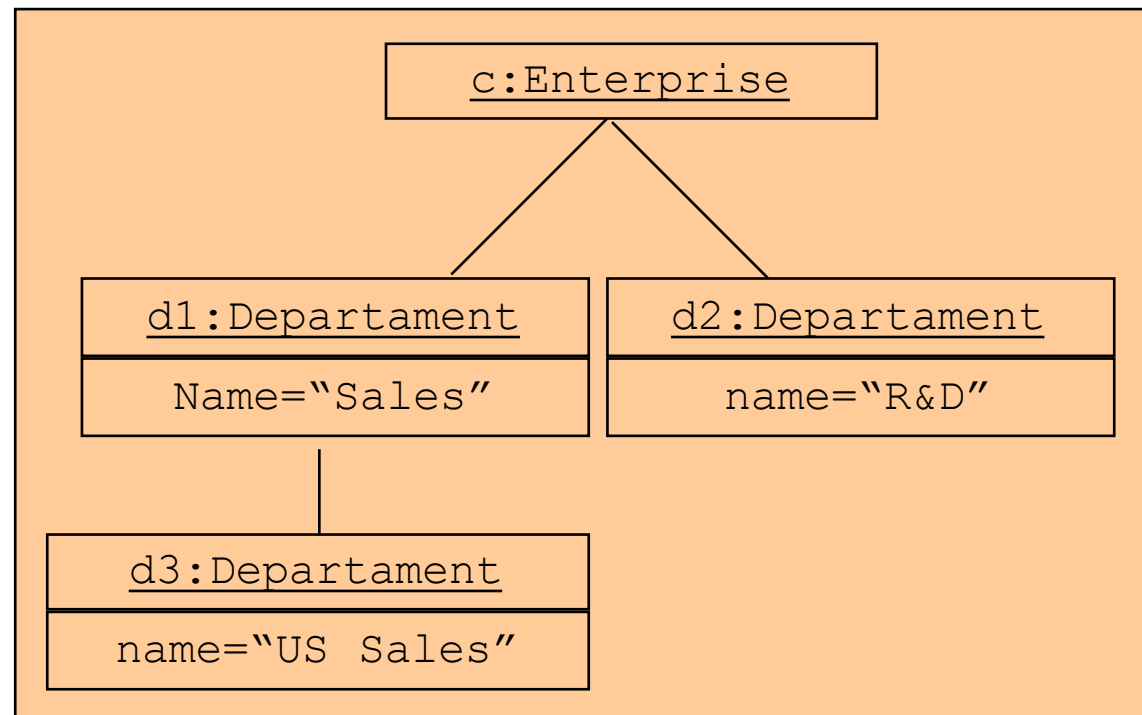 c:Enterprise
d1:Departament
Name=“Sales”
d2:Departament
name=“R&D”
d3:Departament
name=“US Sales”